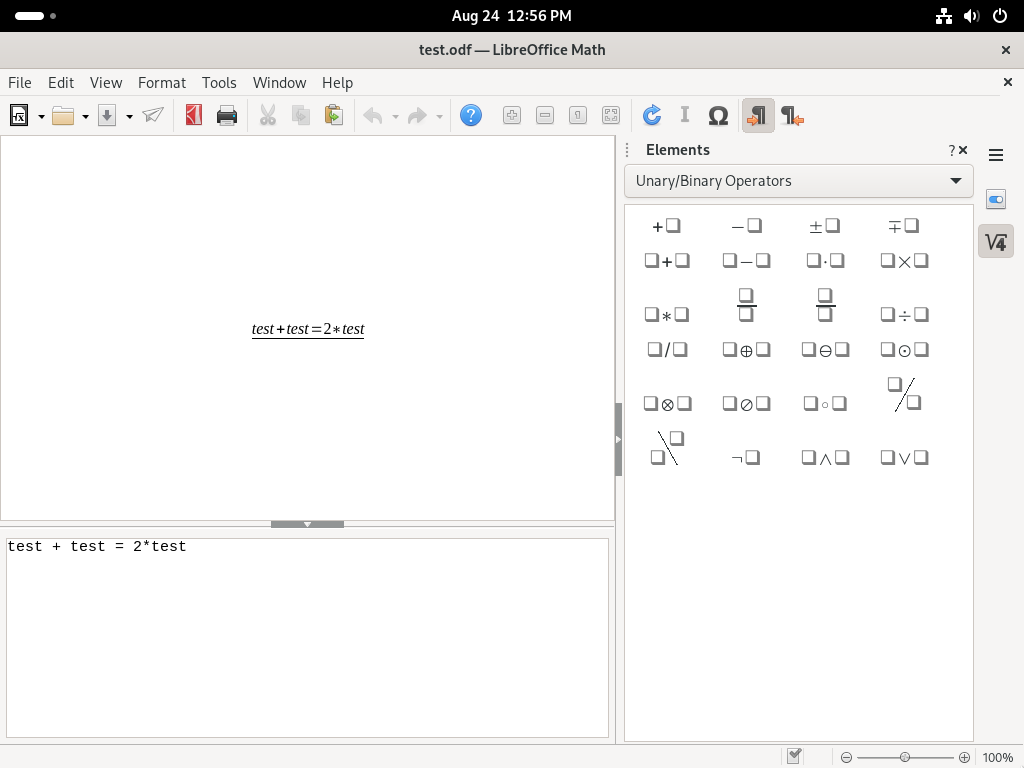 Aug 24  12:56 PM
test.odf — LibreOffice Math
File Edit View Format Tools Window Help
Elements
Unary/Binary Operators
+❏ −❏ ±❏ ∓❏
❏+❏ ❏−❏ ❏·❏ ❏×❏
❏∗❏ ❏/❏ ❏/❏ ❏÷❏
❏/❏ ❏⊕❏ ❏⊖❏ ❏⊙❏
❏⊗❏ ❏⊘❏ ❏∘❏ ❏/❏
❏\❏ ¬❏ ❏∧❏ ❏∨❏
test+test=2∗test
test + test = 2*test
100%